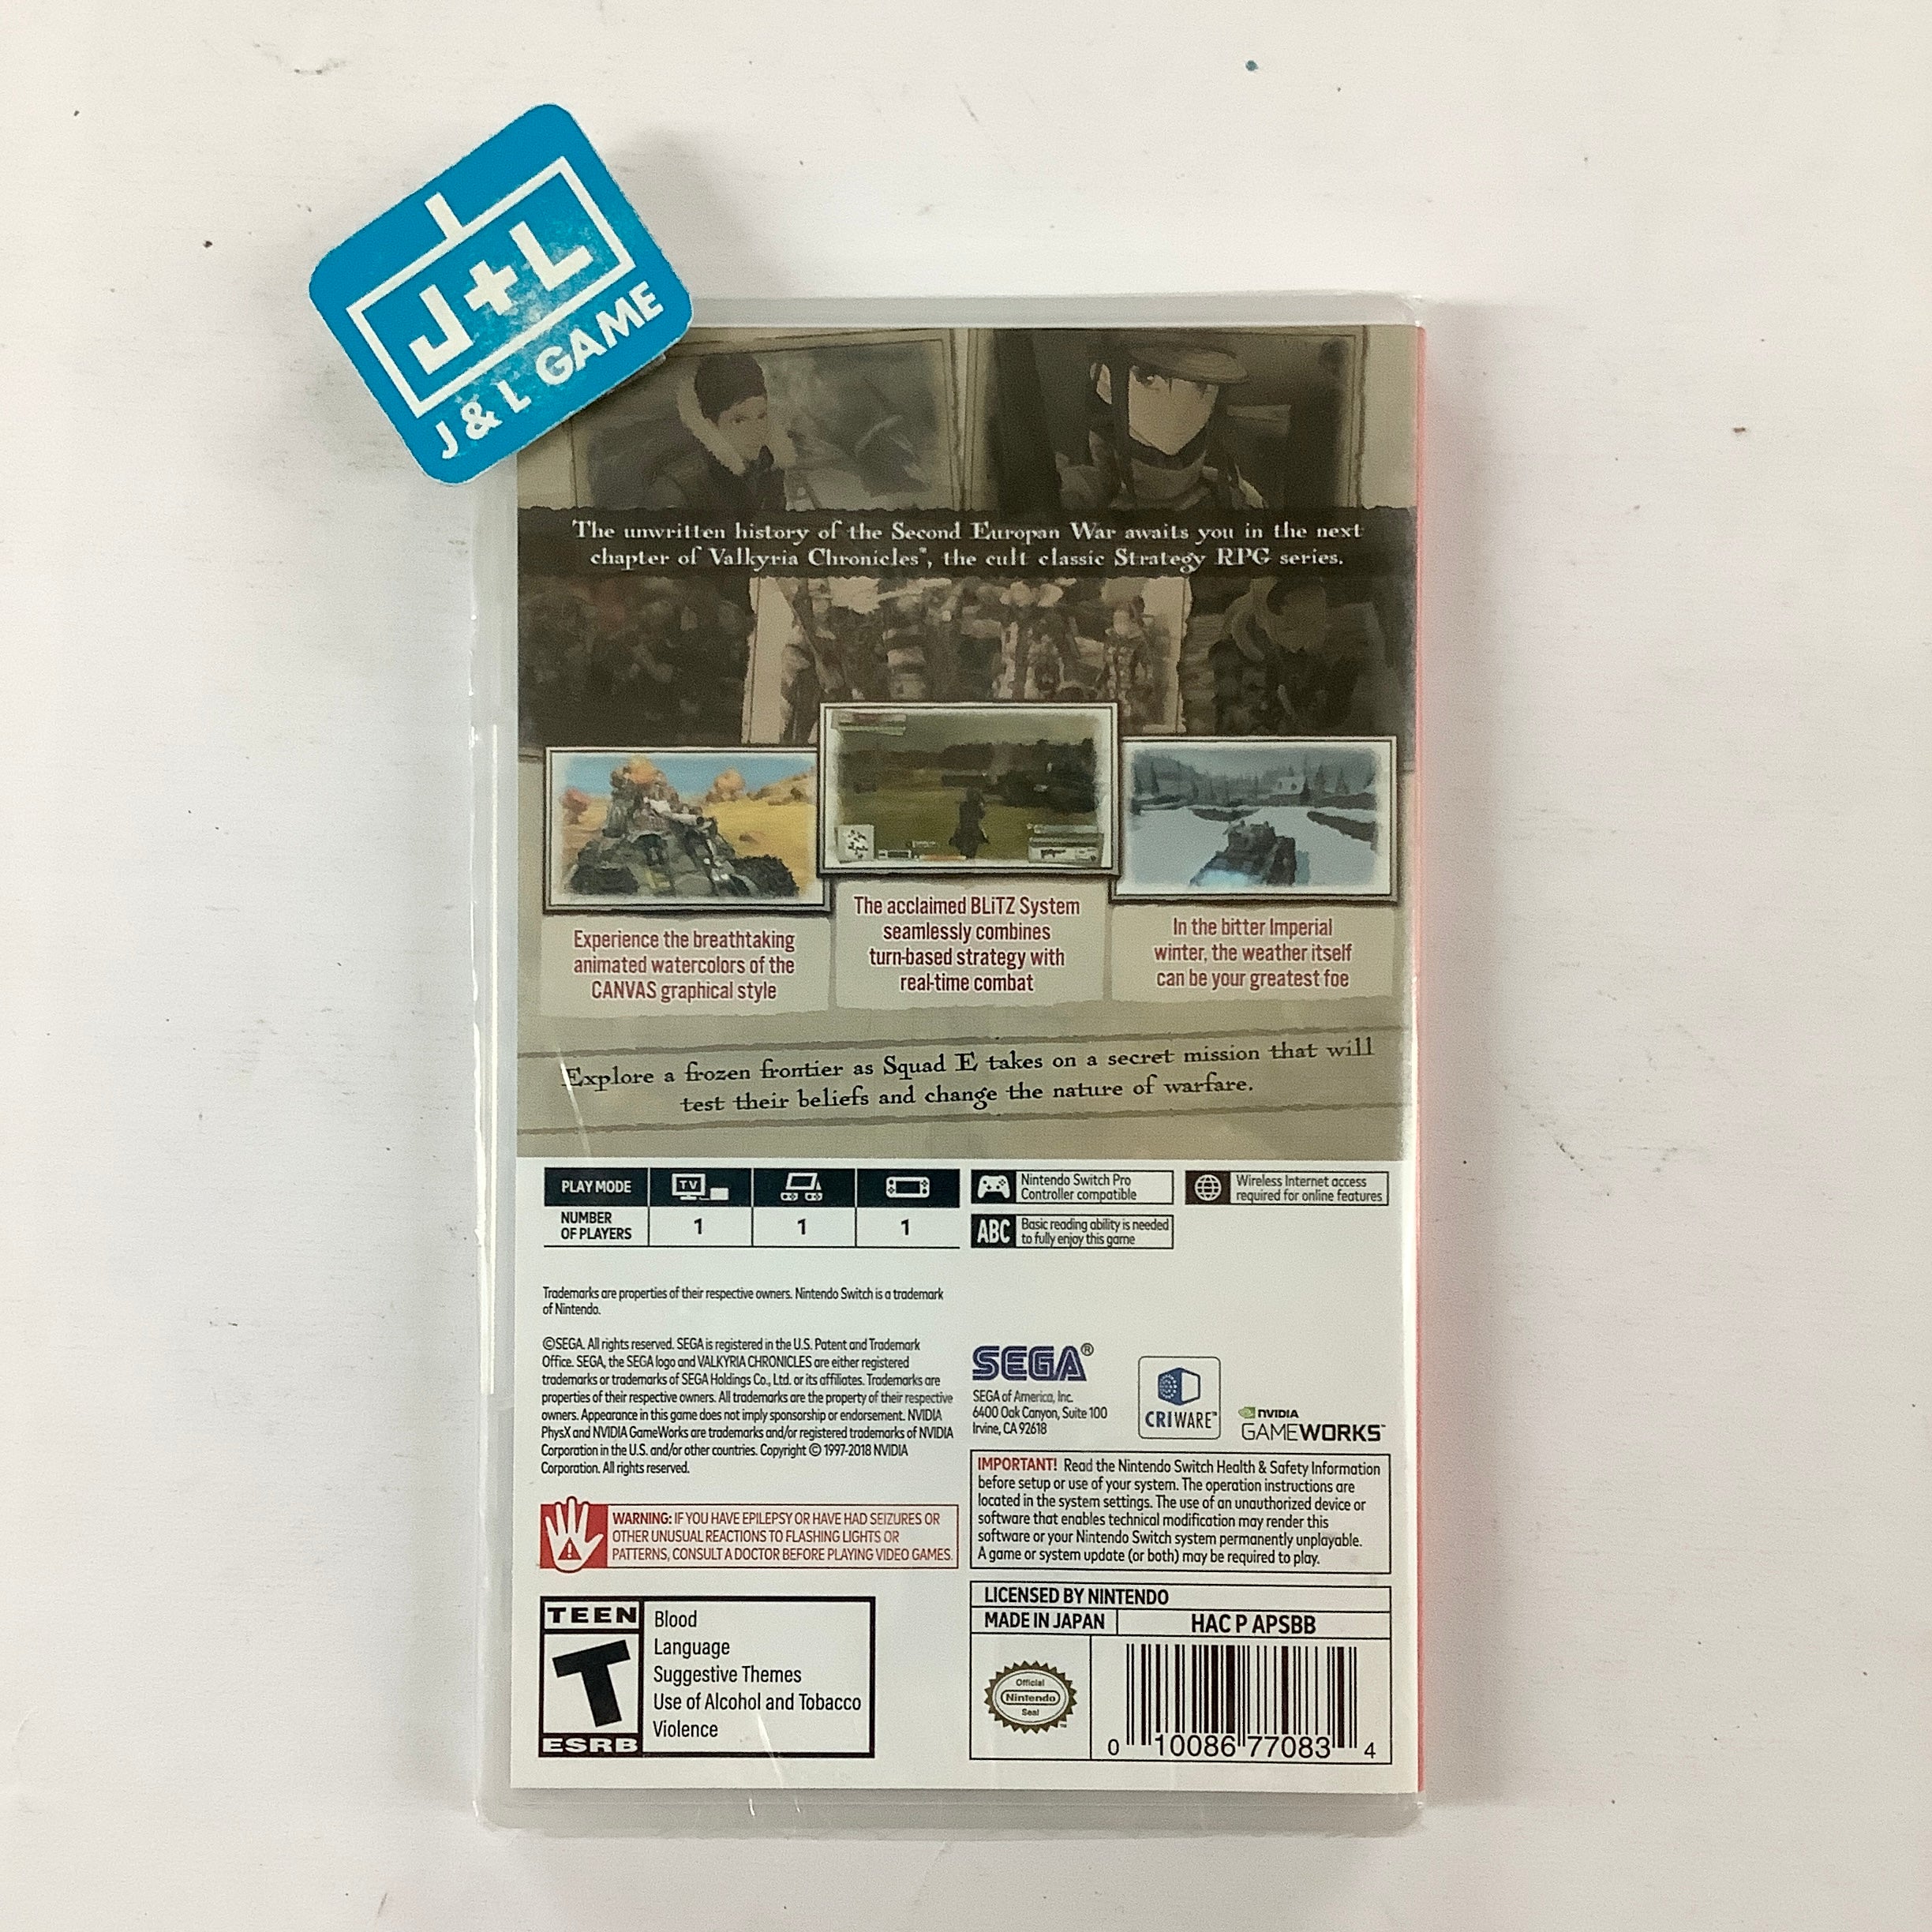 J+L
J & L GAME
The unwritten history of the Second Europan War awaits you in the next
chapter of Valkyria Chronicles™, the cult classic Strategy RPG series.
Experience the breathtaking
animated watercolors of the
CANVAS graphical style
The acclaimed BLiTZ System
seamlessly combines
turn-based strategy with
real-time combat
In the bitter Imperial
winter, the weather itself
can be your greatest foe
Explore a frozen frontier as Squad E takes on a secret mission that will
test their beliefs and change the nature of warfare.
PLAY MODE
TV
NUMBER
OF PLAYERS
1
1
1
Nintendo Switch Pro
Controller compatible
Wireless Internet access
required for online features
ABC
Basic reading ability is needed
to fully enjoy this game
Trademarks are properties of their respective owners. Nintendo Switch is a trademark
of Nintendo.
©SEGA. All rights reserved. SEGA is registered in the U.S. Patent and Trademark
Office. SEGA, the SEGA logo and VALKYRIA CHRONICLES are either registered
trademarks or trademarks of SEGA Holdings Co., Ltd. or its affiliates. Trademarks are
properties of their respective owners. All trademarks are the property of their respective
owners. Appearance in this game does not imply sponsorship or endorsement. NVIDIA
PhysX and NVIDIA GameWorks are trademarks and/or registered trademarks of NVIDIA
Corporation in the U.S. and/or other countries. Copyright © 1997-2018 NVIDIA
Corporation. All rights reserved.
SEGA®
SEGA of America, Inc.
6400 Oak Canyon, Suite 100
Irvine, CA 92618
CRIWARE™
NVIDIA
GAMEWORKS™
WARNING: IF YOU HAVE EPILEPSY OR HAVE HAD SEIZURES OR
OTHER UNUSUAL REACTIONS TO FLASHING LIGHTS OR
PATTERNS, CONSULT A DOCTOR BEFORE PLAYING VIDEO GAMES.
IMPORTANT! Read the Nintendo Switch Health & Safety Information
before setup or use of your system. The operation instructions are
located in the system settings. The use of an unauthorized device or
software that enables technical modification may render this
software or your Nintendo Switch system permanently unplayable.
A game or system update (or both) may be required to play.
TEEN
T
ESRB
Blood
Language
Suggestive Themes
Use of Alcohol and Tobacco
Violence
LICENSED BY NINTENDO
MADE IN JAPAN
HAC P APSBB
Official
Nintendo
Seal
™
0 10086 77083 4